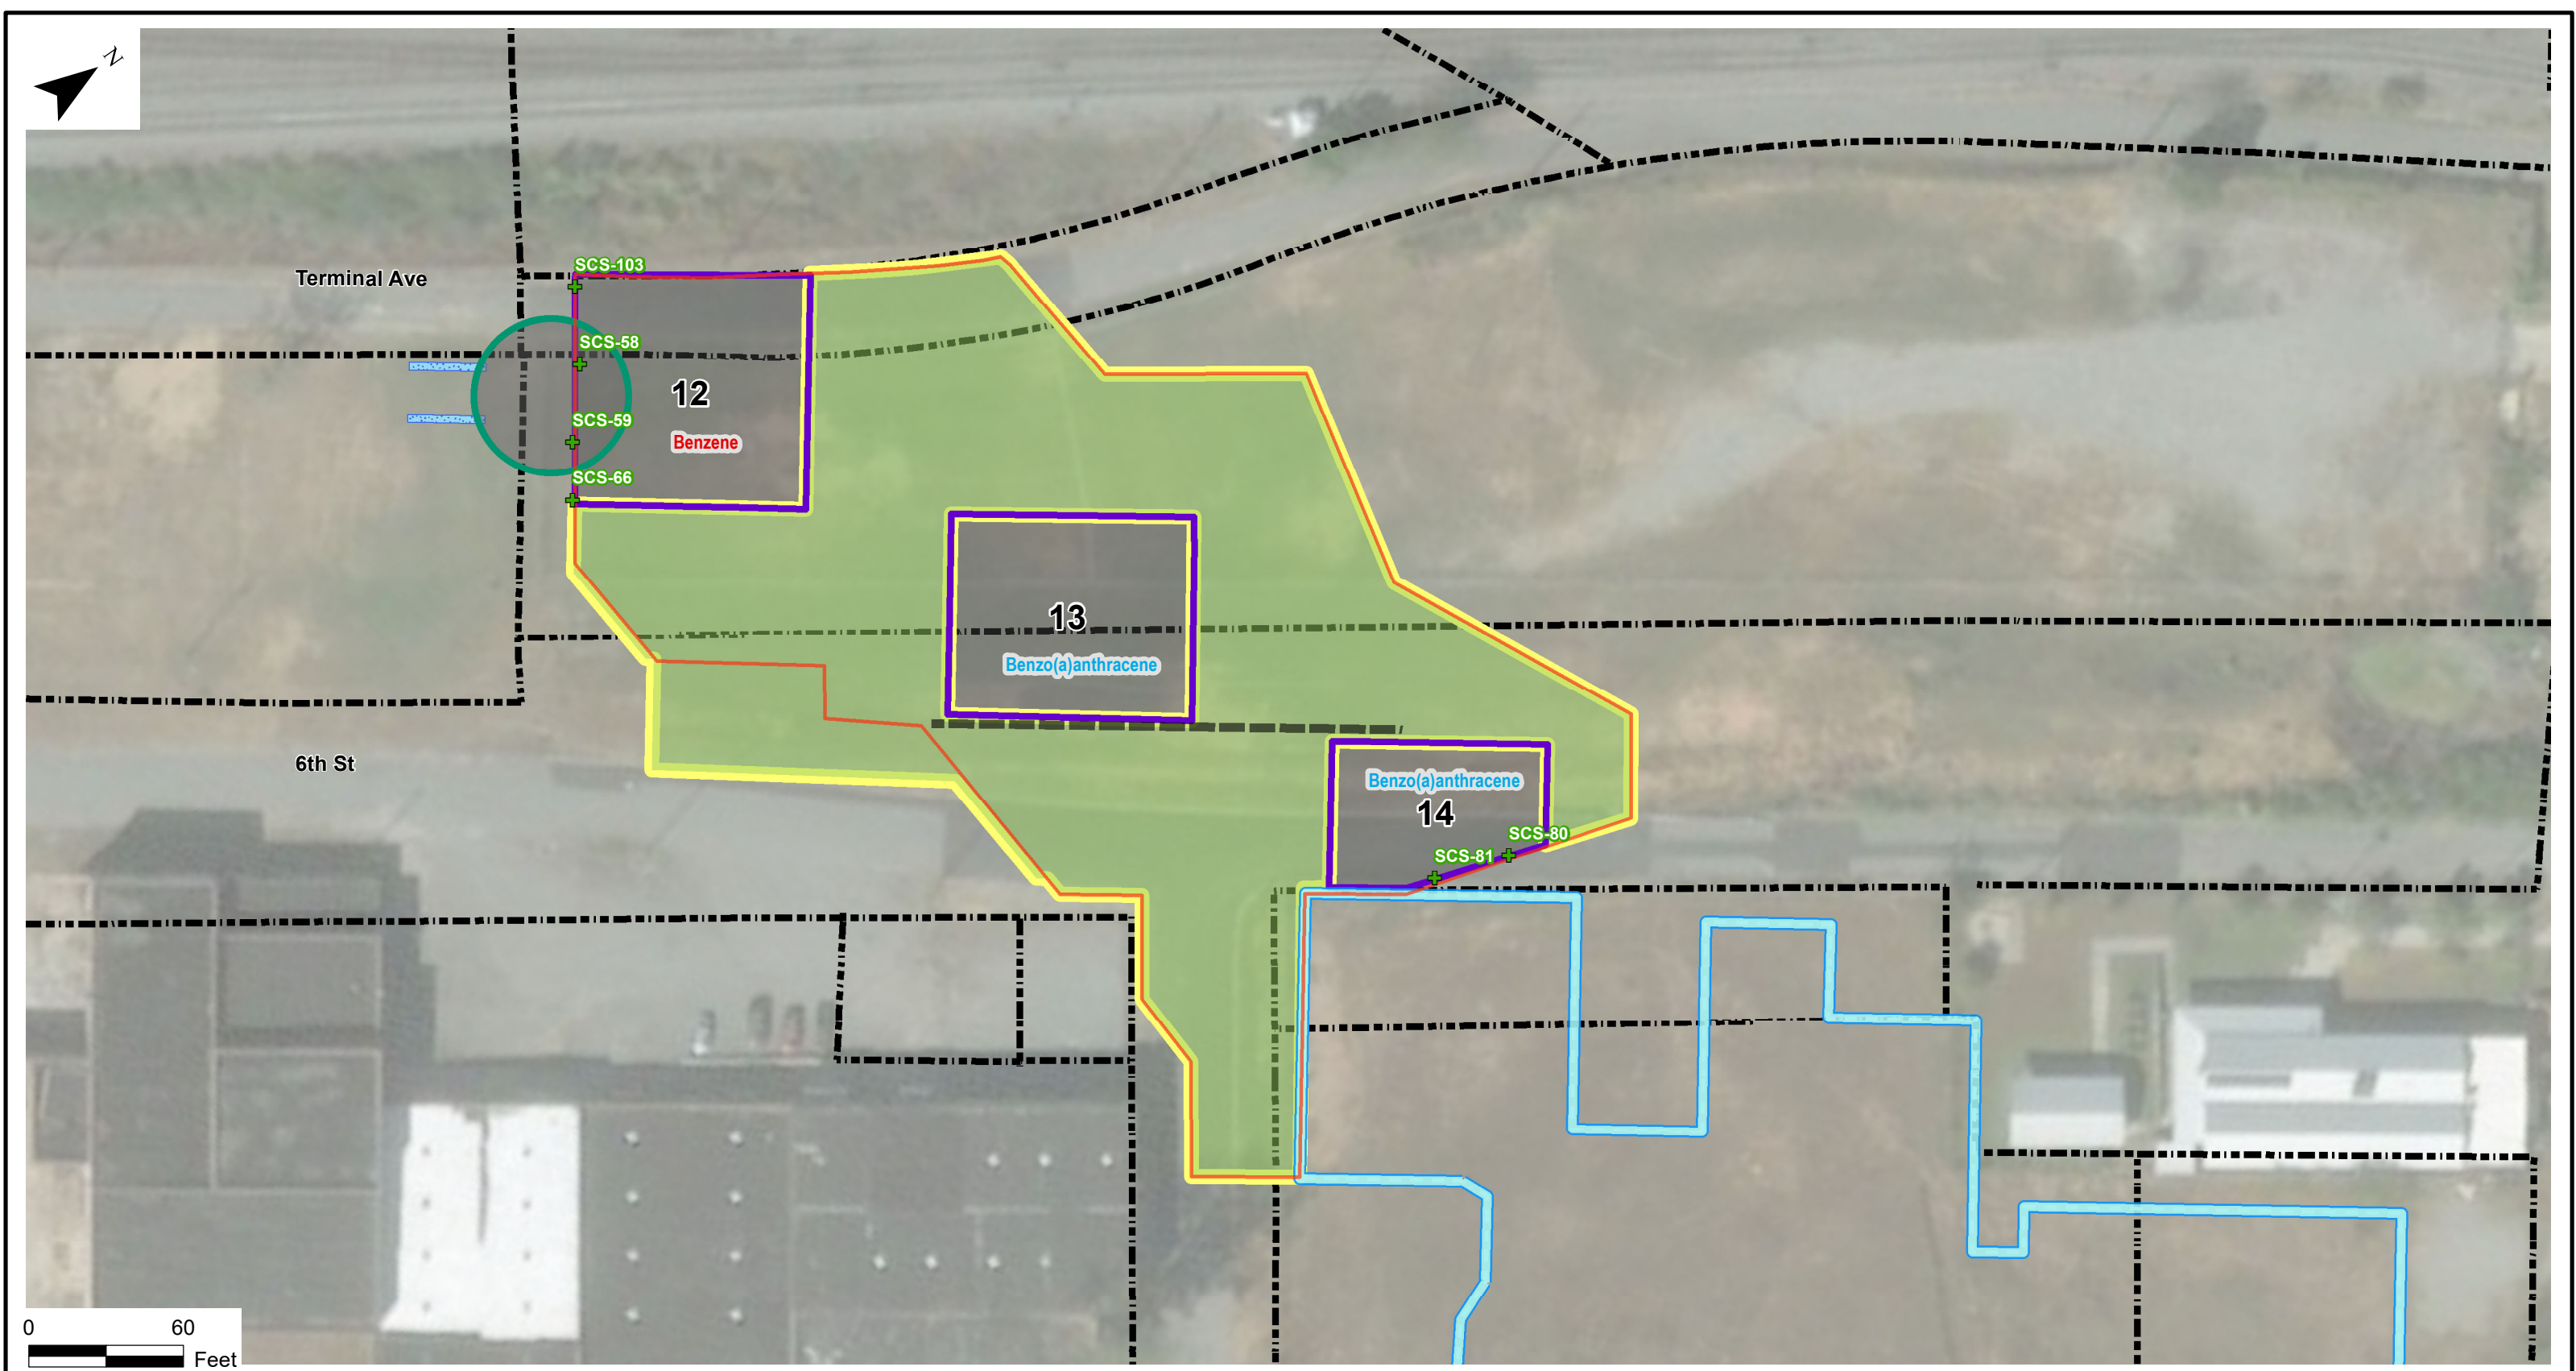 N
SCS-103
Terminal Ave
SCS-58
12
SCS-59
Benzene
SCS-66
13
Benzo(a)anthracene
6th St
Benzo(a)anthracene
14
SCS-80
SCS-81
0 60
Feet